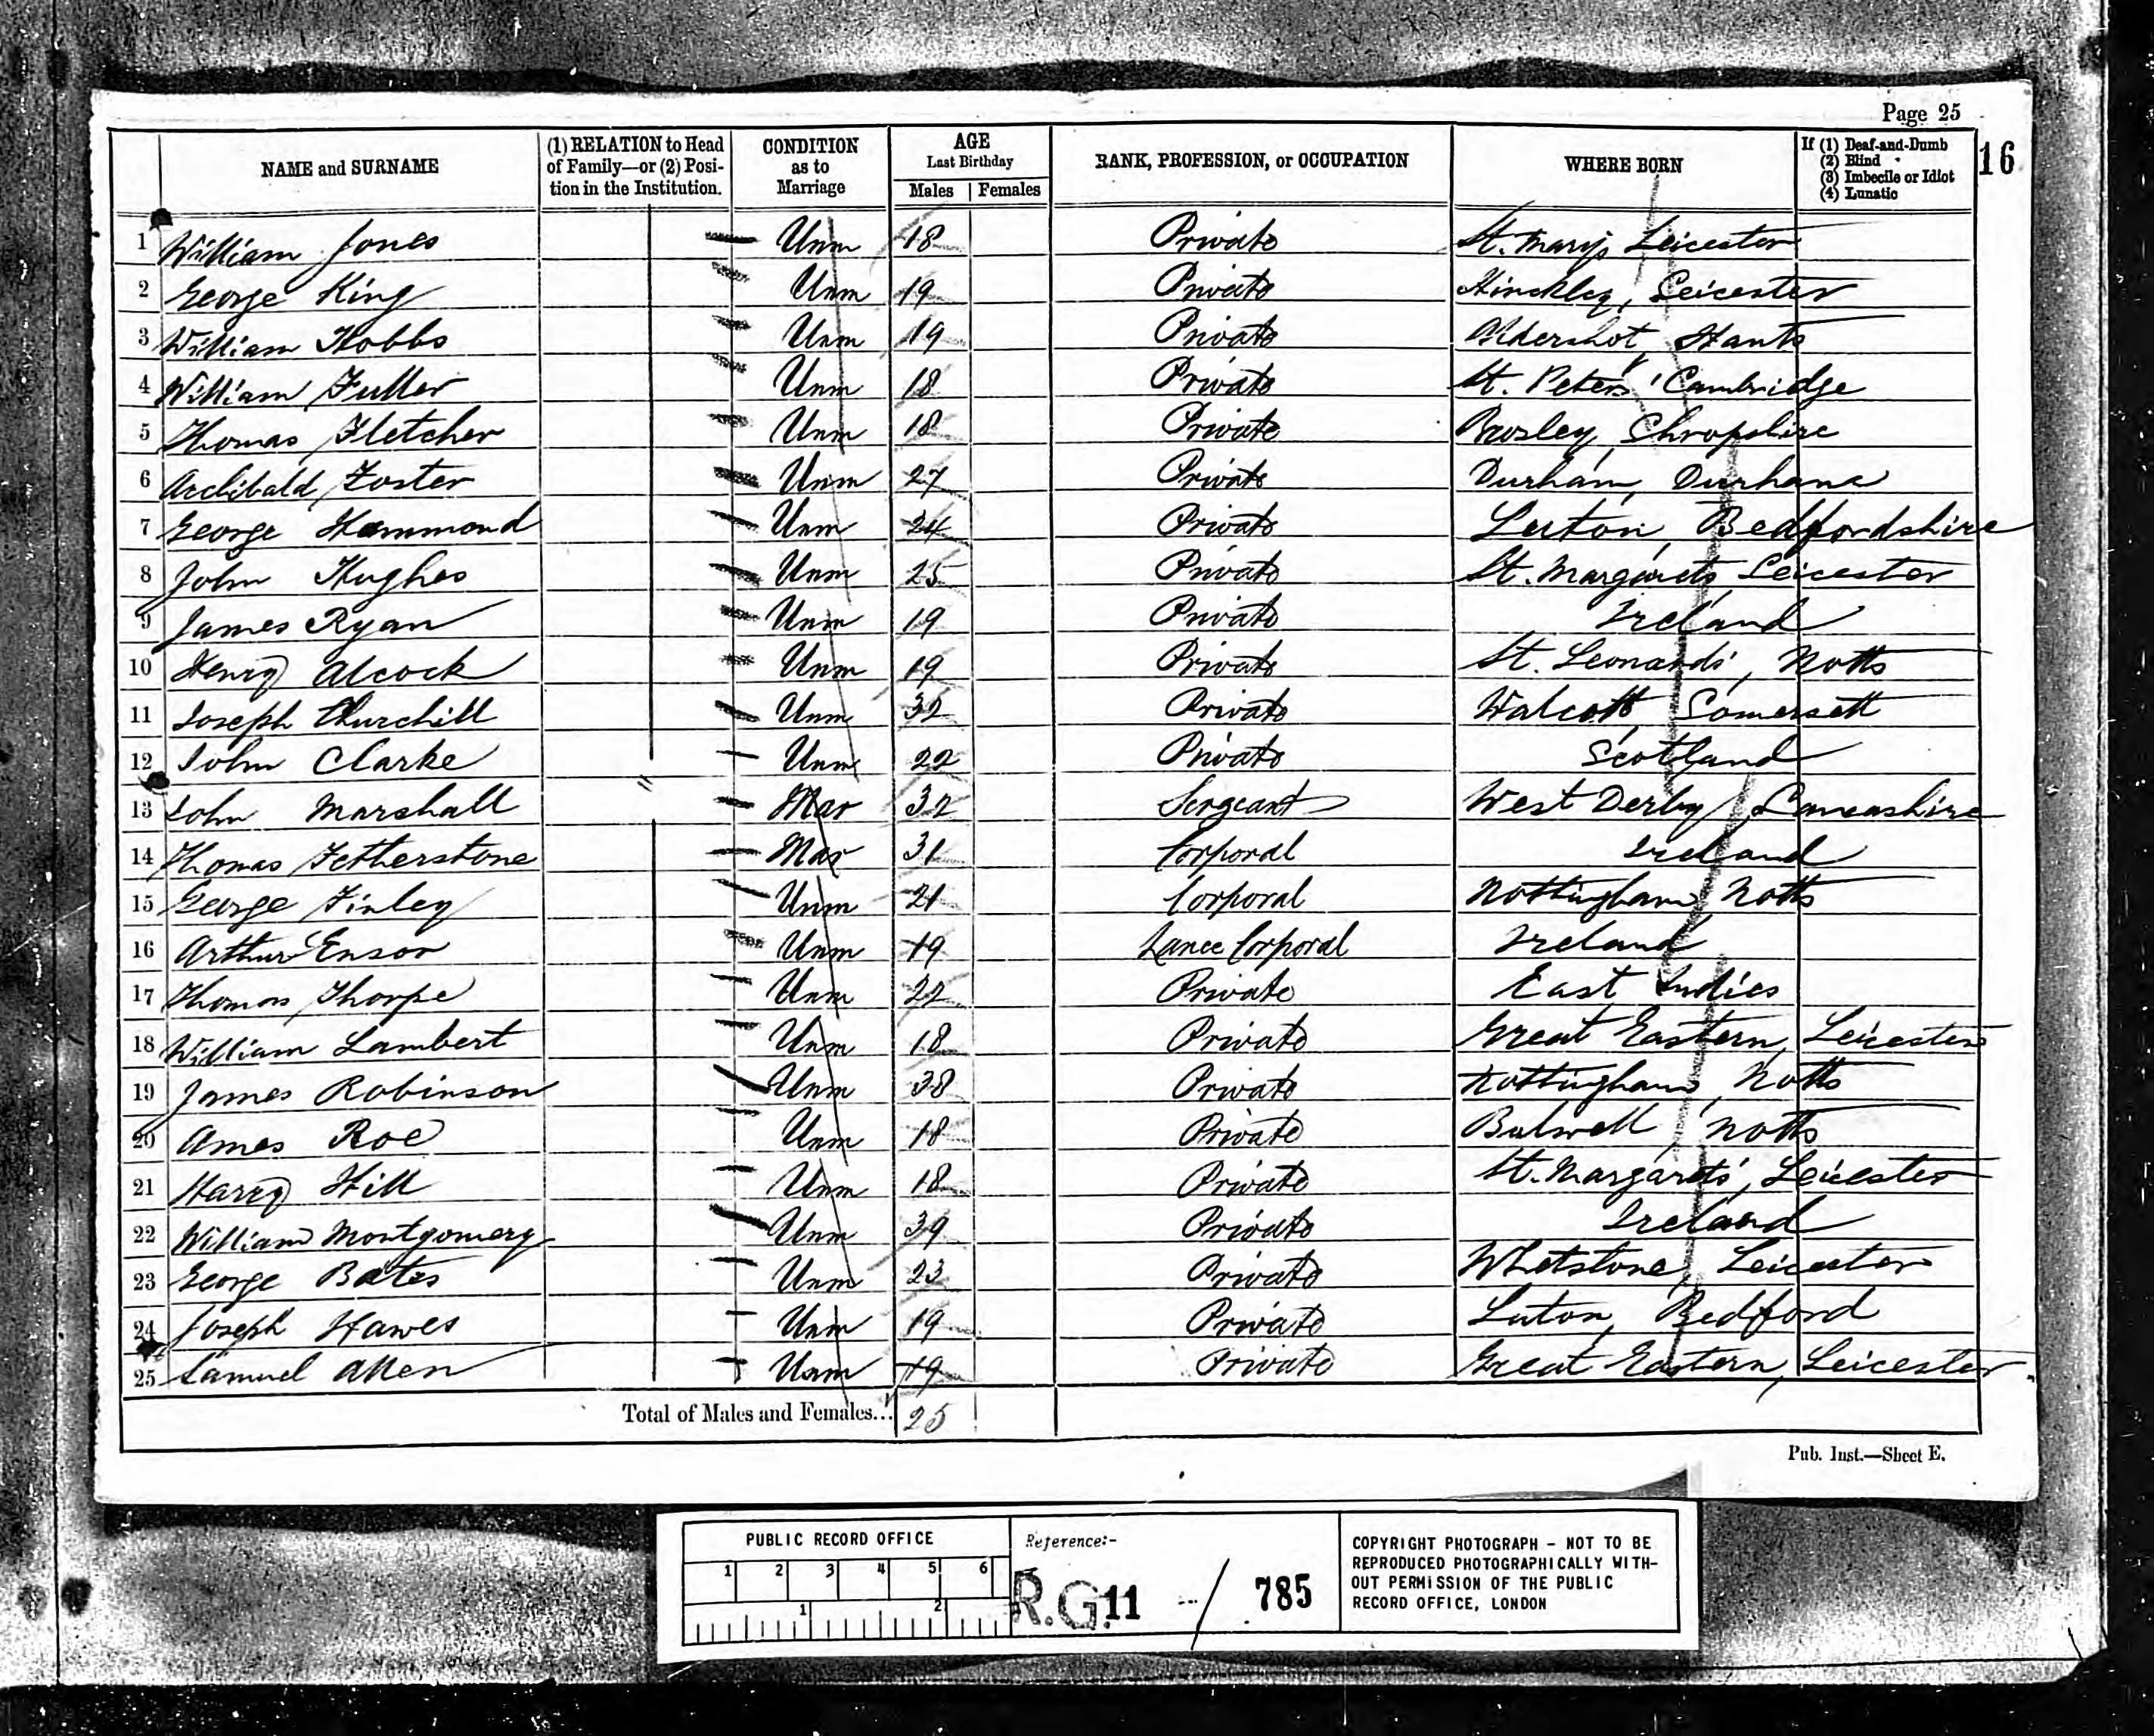 Page 25
16
NAME and SURNAME (1) RELATION to Head of Family—or (2) Position in the Institution. CONDITION as to Marriage AGE Last Birthday Males Females RANK, PROFESSION, or OCCUPATION WHERE BORN If (1) Deaf-and-Dumb (2) Blind (3) Imbecile or Idiot (4) Lunatic
1 William Jones Unm 18 Private St. Mary's Leicester
2 George King Unm 19 Private Hinckley, Leicester
3 William Hobbs Unm 19 Private Aldershot, Hants
4 William Fuller Unm 18 Private St. Peters' Cambridge
5 Thomas Fletcher Unm 18 Private Brosley, Shropshire
6 Archibald Foster Unm 27 Private Durham, Durham
7 George Hammond Unm 24 Private Luton, Bedfordshire
8 John Hughes Unm 25 Private St. Margarets, Leicester
9 James Ryan Unm 19 Private Ireland
10 Henry Alcock Unm 19 Private St. Leonards', Notts
11 Joseph Churchill Unm 32 Private Walcott, Somersett
12 John Clarke Unm 22 Private Scotland
13 John Marshall Mar 32 Sergeant West Derby, Lancashire
14 Thomas Fetherstone Mar 31 Corporal Ireland
15 George Finley Unm 21 Corporal Nottingham, Notts
16 Arthur Ensor Unm 19 Lance Corporal Ireland
17 Thomas Thorpe Unm 22 Private East Indies
18 William Lambert Unm 18 Private Great Eastern, Leicester
19 James Robinson Unm 38 Private Nottingham, Notts
20 Ames Roe Unm 18 Private Bulwell, Notts
21 Harry Hill Unm 18 Private St. Margarets', Leicester
22 William Montgomery Unm 39 Private Ireland
23 George Bates Unm 23 Private Whetstone, Leicester
24 Joseph Hawes Unm 19 Private Luton, Bedford
25 Samuel Allen Unm 19 Private Great Eastern, Leicester
Total of Males and Females... 25
Pub. Inst.—Sheet E.
PUBLIC RECORD OFFICE
1 2 3 4 5 6
1 2
Reference:-
R.G. 11 / 785
COPYRIGHT PHOTOGRAPH - NOT TO BE
REPRODUCED PHOTOGRAPHICALLY WITH-
OUT PERMISSION OF THE PUBLIC
RECORD OFFICE, LONDON